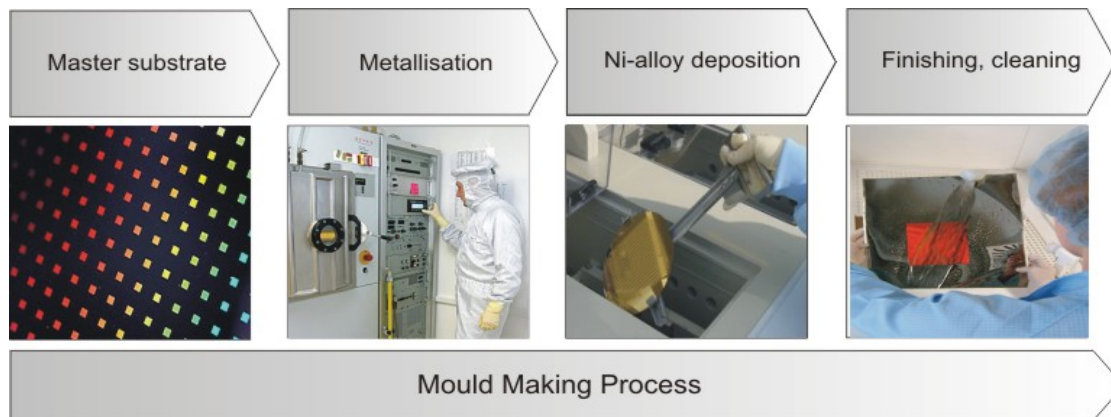 Master substrate
Metallisation
Ni-alloy deposition
Finishing, cleaning
Mould Making Process